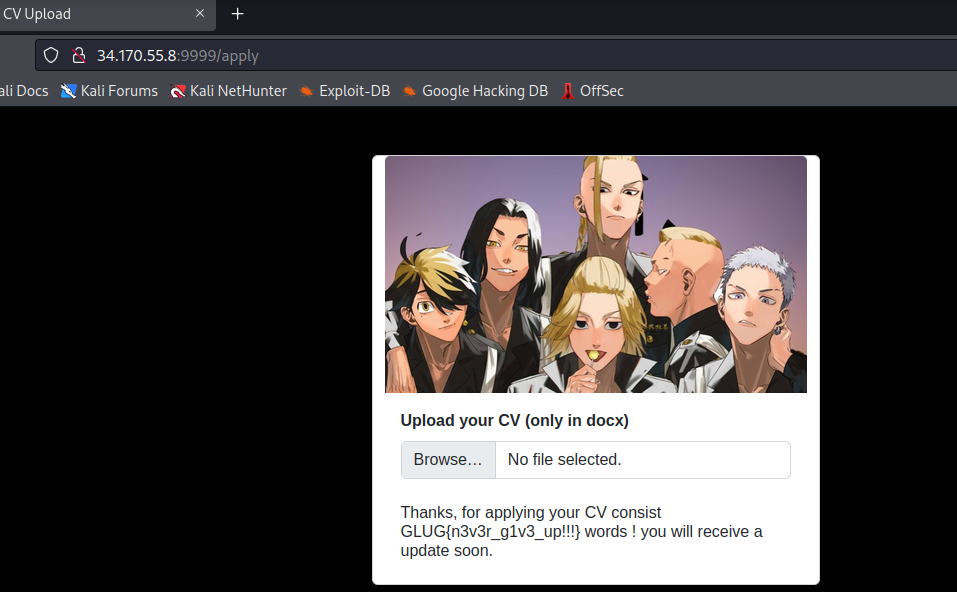 CV Upload
34.170.55.8:9999/apply
ali Docs Kali Forums Kali NetHunter Exploit-DB Google Hacking DB OffSec
Upload your CV (only in docx)
Browse… No file selected.
Thanks, for applying your CV consist
GLUG{n3v3r_g1v3_up!!!} words ! you will receive a
update soon.